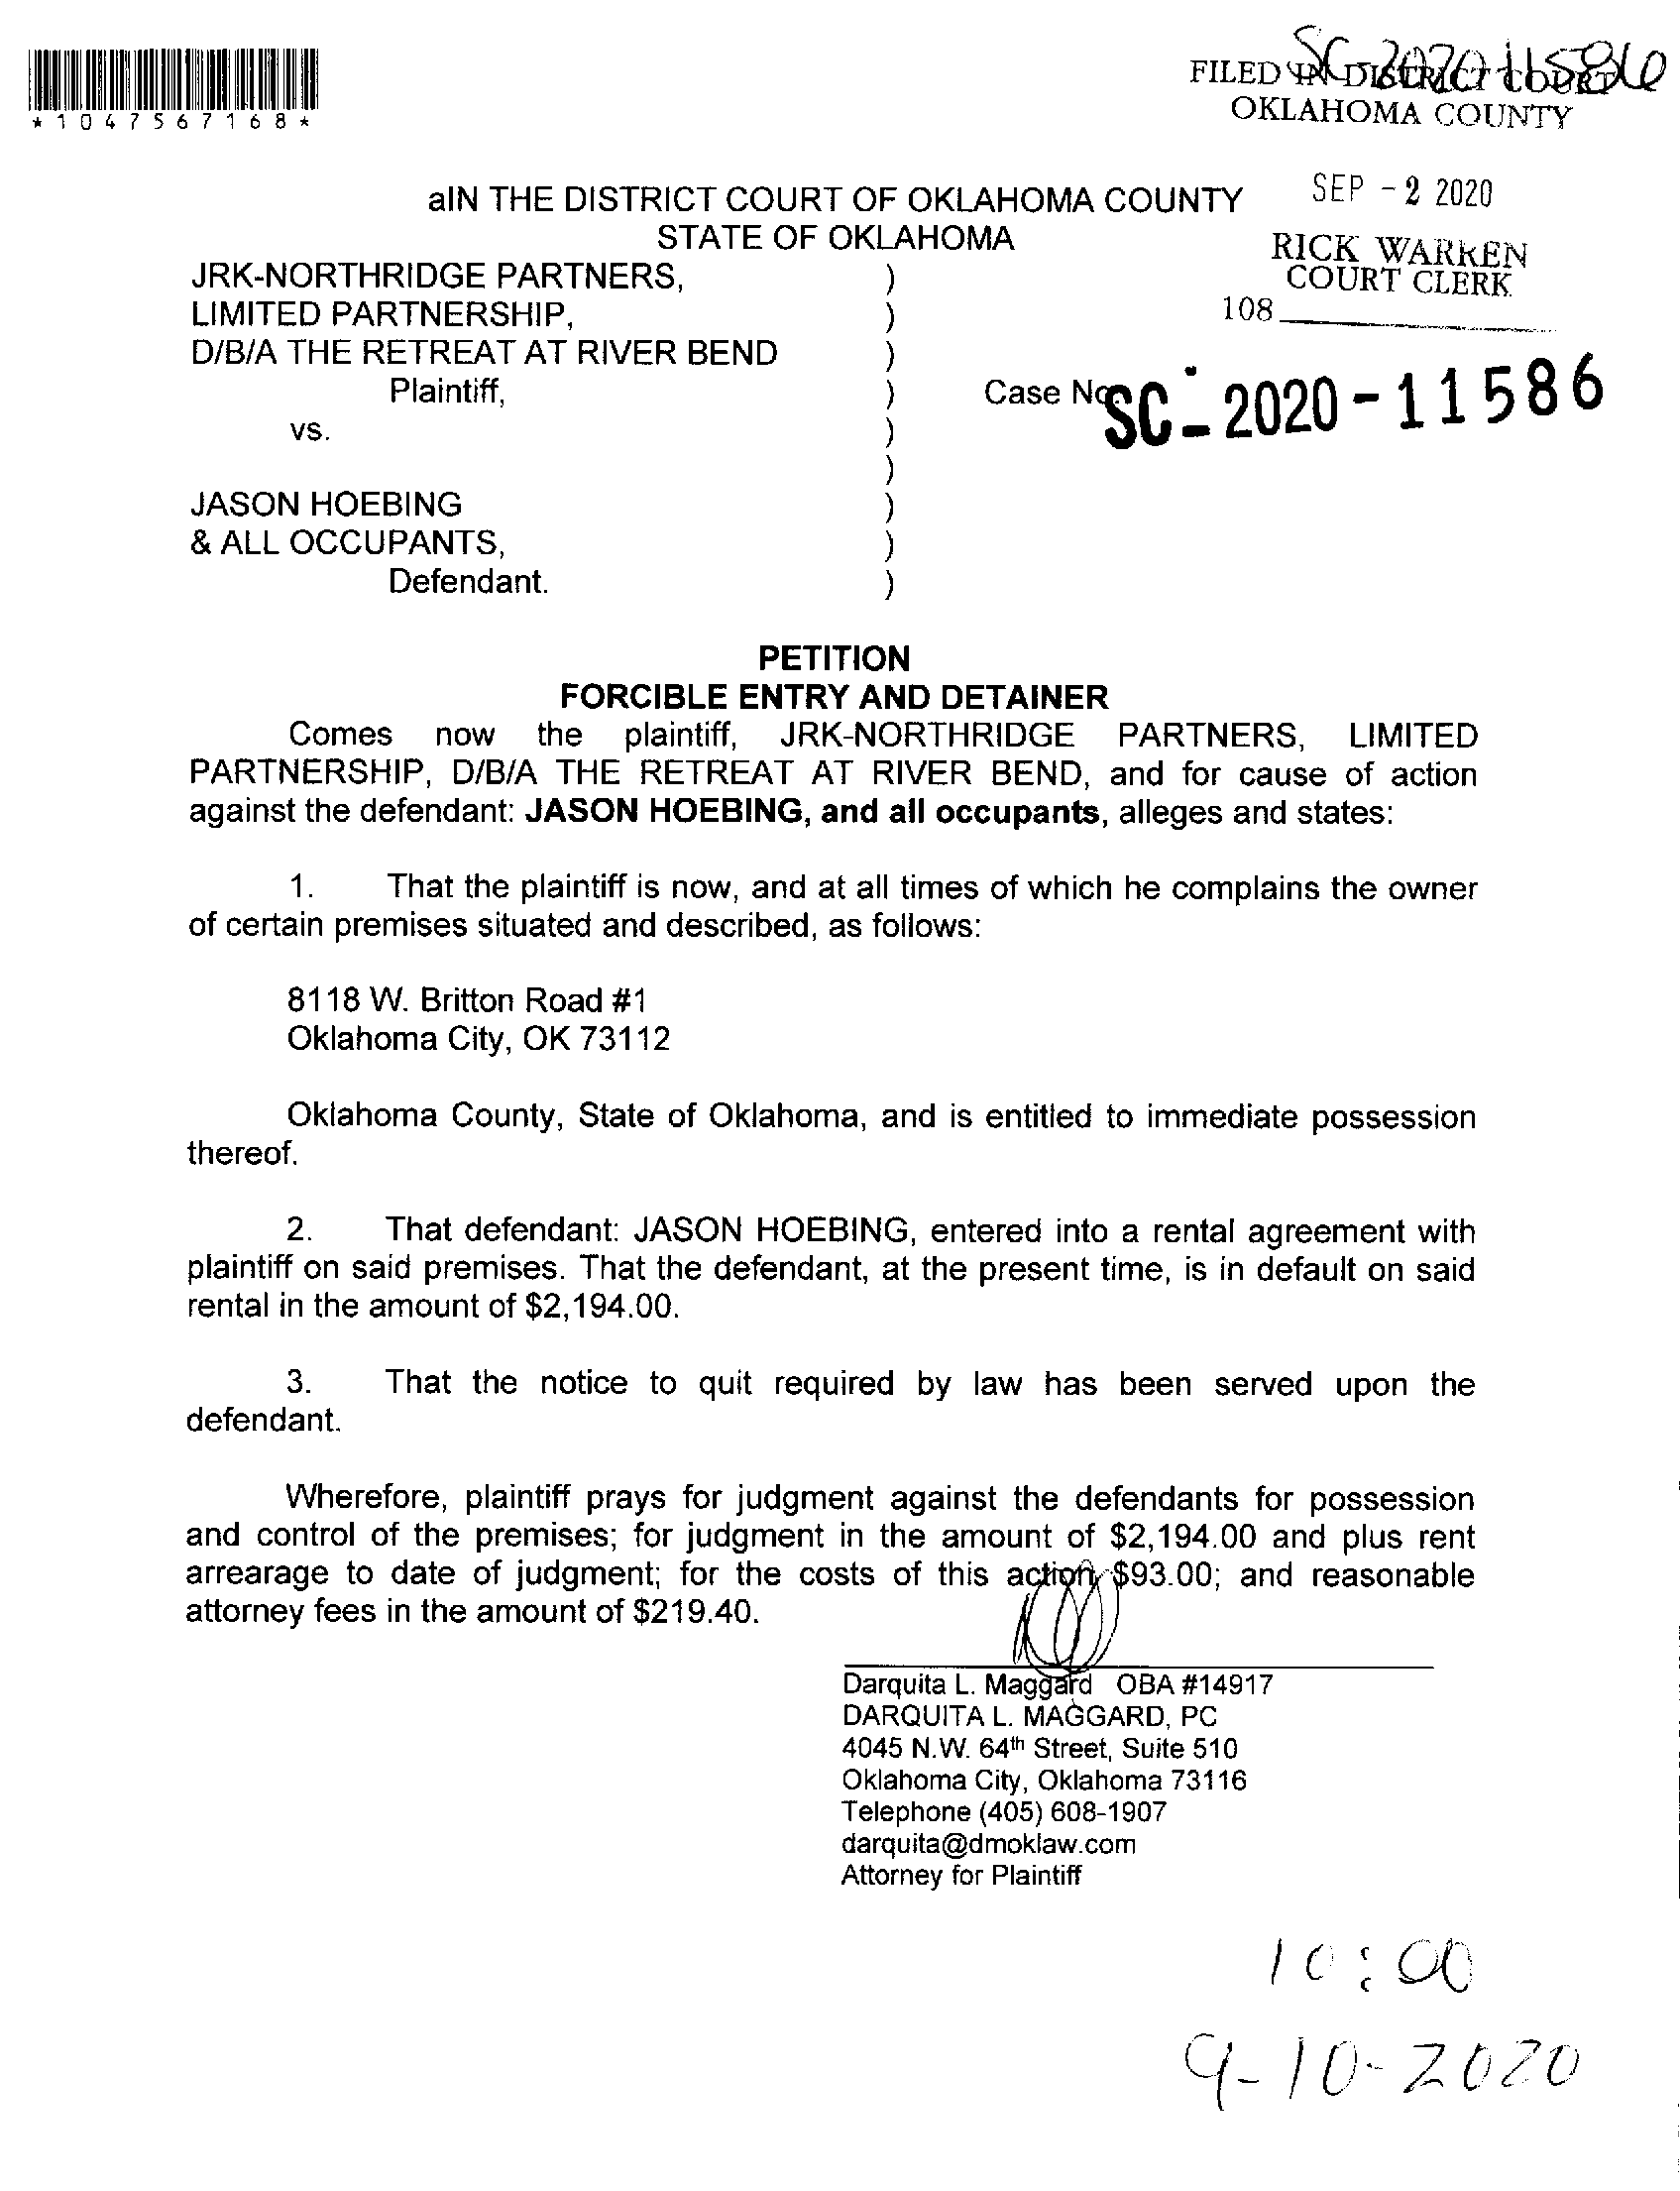 SC-2020-11586
FILED IN DISTRICT COURT
OKLAHOMA COUNTY
*1047567168*
SEP -2 2020
aIN THE DISTRICT COURT OF OKLAHOMA COUNTY
STATE OF OKLAHOMA
RICK WARREN
COURT CLERK
108
JRK-NORTHRIDGE PARTNERS, )
LIMITED PARTNERSHIP, )
D/B/A THE RETREAT AT RIVER BEND )
Plaintiff, ) Case No. SC-2020-11586
vs. )
)
JASON HOEBING )
& ALL OCCUPANTS, )
Defendant. )
PETITION
FORCIBLE ENTRY AND DETAINER
Comes now the plaintiff, JRK-NORTHRIDGE PARTNERS, LIMITED
PARTNERSHIP, D/B/A THE RETREAT AT RIVER BEND, and for cause of action
against the defendant: JASON HOEBING, and all occupants, alleges and states:
1. That the plaintiff is now, and at all times of which he complains the owner
of certain premises situated and described, as follows:
8118 W. Britton Road #1
Oklahoma City, OK 73112
Oklahoma County, State of Oklahoma, and is entitled to immediate possession
thereof.
2. That defendant: JASON HOEBING, entered into a rental agreement with
plaintiff on said premises. That the defendant, at the present time, is in default on said
rental in the amount of $2,194.00.
3. That the notice to quit required by law has been served upon the
defendant.
Wherefore, plaintiff prays for judgment against the defendants for possession
and control of the premises; for judgment in the amount of $2,194.00 and plus rent
arrearage to date of judgment; for the costs of this action, $93.00; and reasonable
attorney fees in the amount of $219.40.
Darquita L. Maggard OBA #14917
DARQUITA L. MAGGARD, PC
4045 N.W. 64th Street, Suite 510
Oklahoma City, Oklahoma 73116
Telephone (405) 608-1907
darquita@dmoklaw.com
Attorney for Plaintiff
10:00
9-10-2020